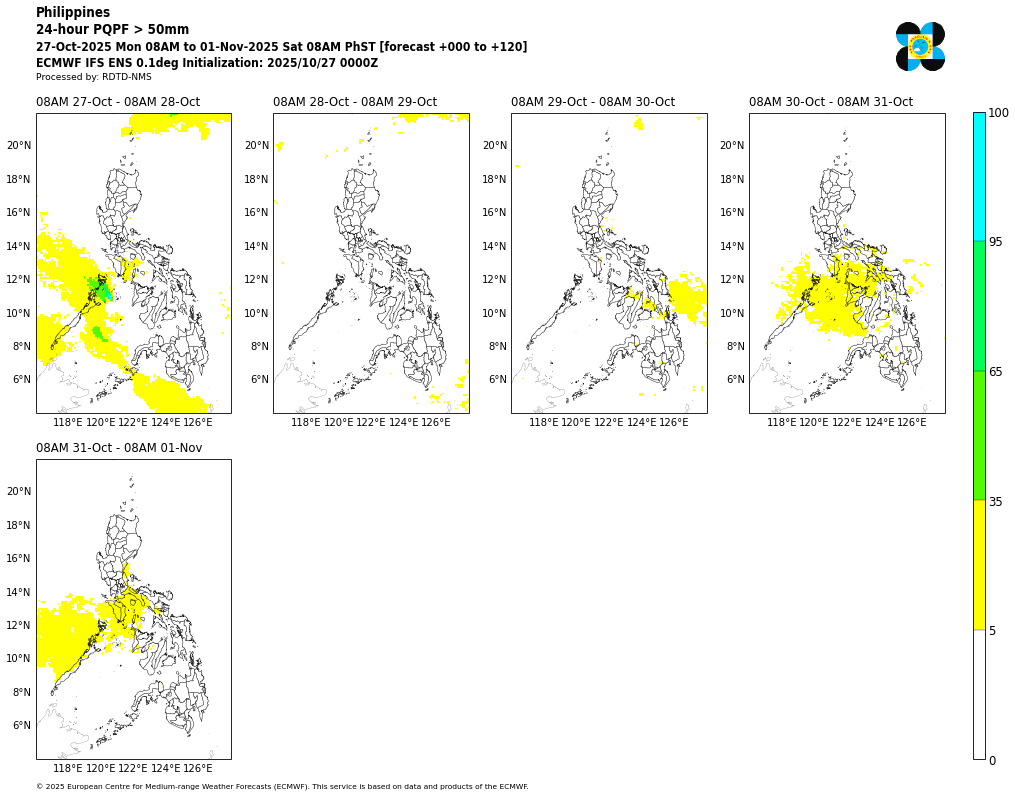 Philippines
24-hour PQPF > 50mm
27-Oct-2025 Mon 08AM to 01-Nov-2025 Sat 08AM PhST [forecast +000 to +120]
ECMWF IFS ENS 0.1deg Initialization: 2025/10/27 0000Z
Processed by: RDTD-NMS
08AM 27-Oct - 08AM 28-Oct
08AM 28-Oct - 08AM 29-Oct
08AM 29-Oct - 08AM 30-Oct
08AM 30-Oct - 08AM 31-Oct
20°N 20°N 20°N 20°N
18°N 18°N 18°N 18°N
16°N 16°N 16°N 16°N
14°N 14°N 14°N 14°N
12°N 12°N 12°N 12°N
10°N 10°N 10°N 10°N
8°N 8°N 8°N 8°N
6°N 6°N 6°N 6°N
118°E 120°E 122°E 124°E 126°E 118°E 120°E 122°E 124°E 126°E 118°E 120°E 122°E 124°E 126°E 118°E 120°E 122°E 124°E 126°E
08AM 31-Oct - 08AM 01-Nov
20°N
18°N
16°N
14°N
12°N
10°N
8°N
6°N
118°E 120°E 122°E 124°E 126°E
100
95
65
35
5
0
© 2025 European Centre for Medium-range Weather Forecasts (ECMWF). This service is based on data and products of the ECMWF.